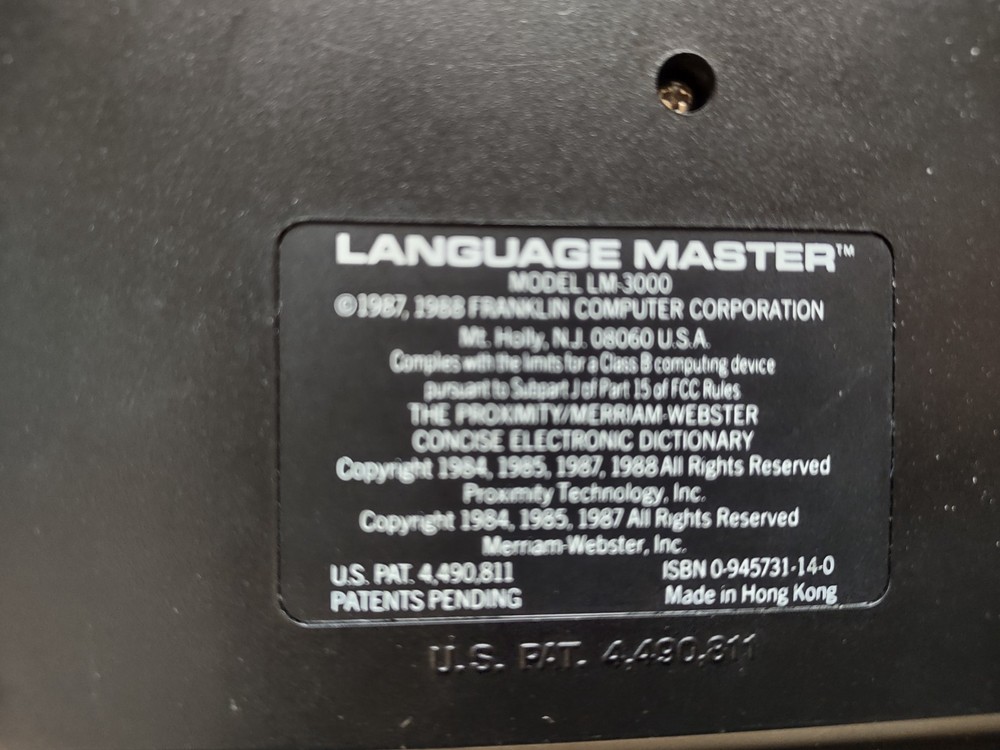 LANGUAGE MASTER™
MODEL LM-3000
©1987, 1988 FRANKLIN COMPUTER CORPORATION
Mt. Holly, N.J. 08060 U.S.A.
Complies with the limits for a Class B computing device
pursuant to Subpart J of Part 15 of FCC Rules
THE PROXIMITY/MERRIAM-WEBSTER
CONCISE ELECTRONIC DICTIONARY
Copyright 1984, 1985, 1987, 1988 All Rights Reserved
Proximity Technology, Inc.
Copyright 1984, 1985, 1987 All Rights Reserved
Merriam-Webster, Inc.
U.S. PAT. 4,490,811 ISBN 0-945731-14-0
PATENTS PENDING Made in Hong Kong
U.S. PAT. 4,490,811